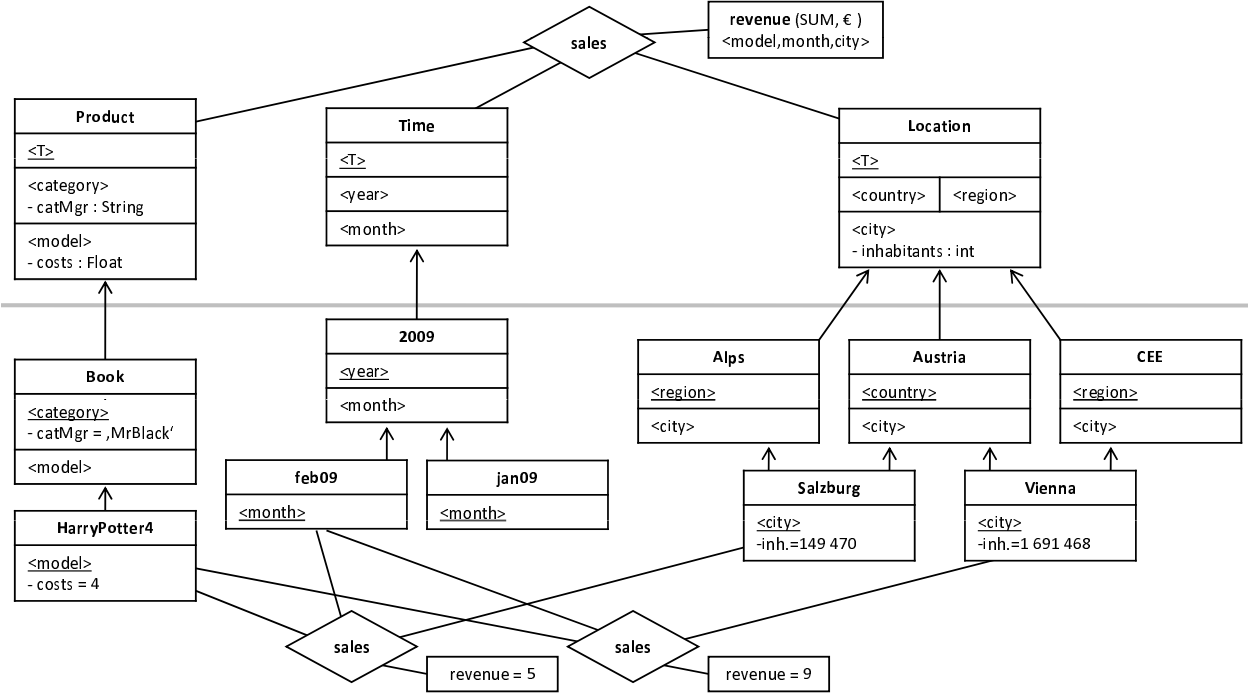 sales
revenue (SUM, € )
<model,month,city>
Product
<T>
<category>
- catMgr : String
<model>
- costs : Float
Time
<T>
<year>
<month>
Location
<T>
<country>
<region>
<city>
- inhabitants : int
Book
<category>
- catMgr = ‚MrBlack‘
<model>
HarryPotter4
<model>
- costs = 4
2009
<year>
<month>
feb09
<month>
jan09
<month>
Alps
<region>
<city>
Austria
<country>
<city>
CEE
<region>
<city>
Salzburg
<city>
-inh.=149 470
Vienna
<city>
-inh.=1 691 468
sales
revenue = 5
sales
revenue = 9